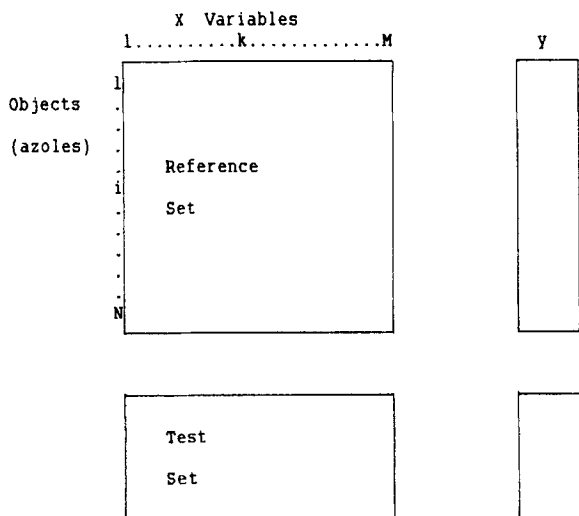 X Variables
1..........k.............M
y
Objects
(azoles)
1
.
.
.
.
i
.
.
.
.
.
N
Reference
Set
Test
Set